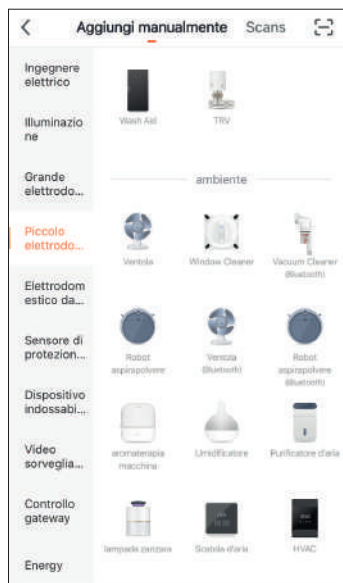 Aggiungi manualmente Scans
Ingegnere
elettrico
Illuminazio
ne
Grande
elettrodo...
Piccolo
elettrodo...
Elettrodom
estico da...
Sensore di
protezion...
Dispositivo
indossabi...
Video
sorveglia...
Controllo
gateway
Energy
Wash Aid
TRV
ambiente
Ventola
Window Cleaner
Vacuum Cleaner
(Bluetooth)
Robot
aspirapolvere
Ventola
(Bluetooth)
Robot
aspirapolvere
(Bluetooth)
aromaterapia
macchina
Umidificatore
Purificatore d'aria
lampada zanzara
Scatola d'aria
HVAC